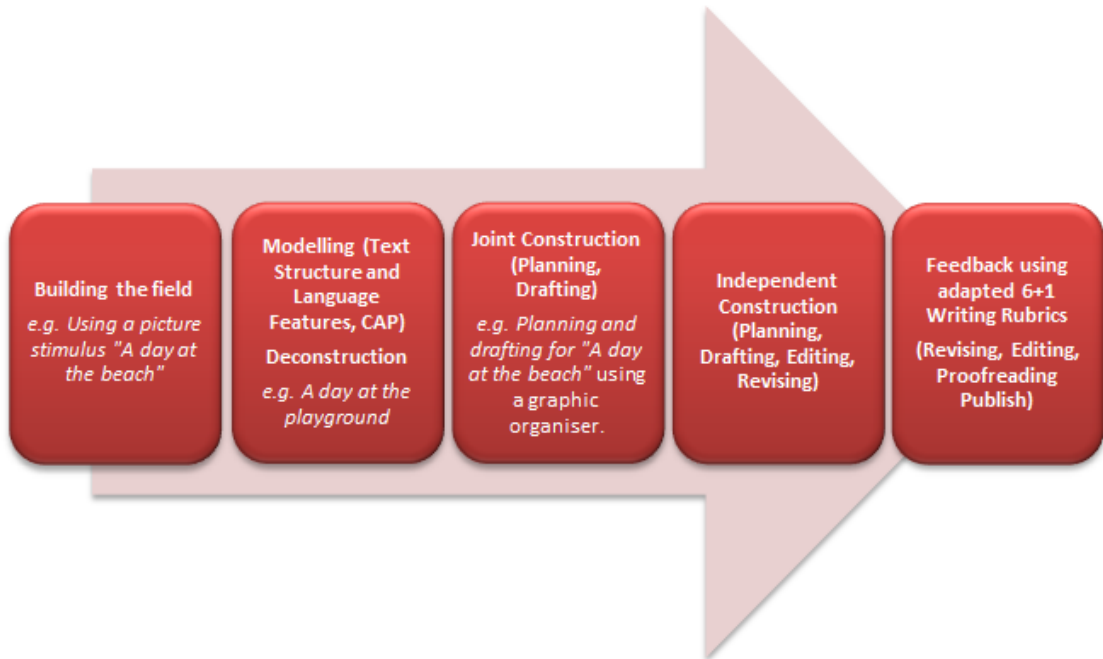 Building the field
e.g. Using a picture
stimulus "A day at
the beach"
Modelling (Text
Structure and
Language
Features, CAP)
Deconstruction
e.g. A day at the
playground
Joint Construction
(Planning,
Drafting)
e.g. Planning and
drafting for "A day
at the beach" using
a graphic
organiser.
Independent
Construction
(Planning,
Drafting, Editing,
Revising)
Feedback using
adapted 6+1
Writing Rubrics
(Revising, Editing,
Proofreading
Publish)